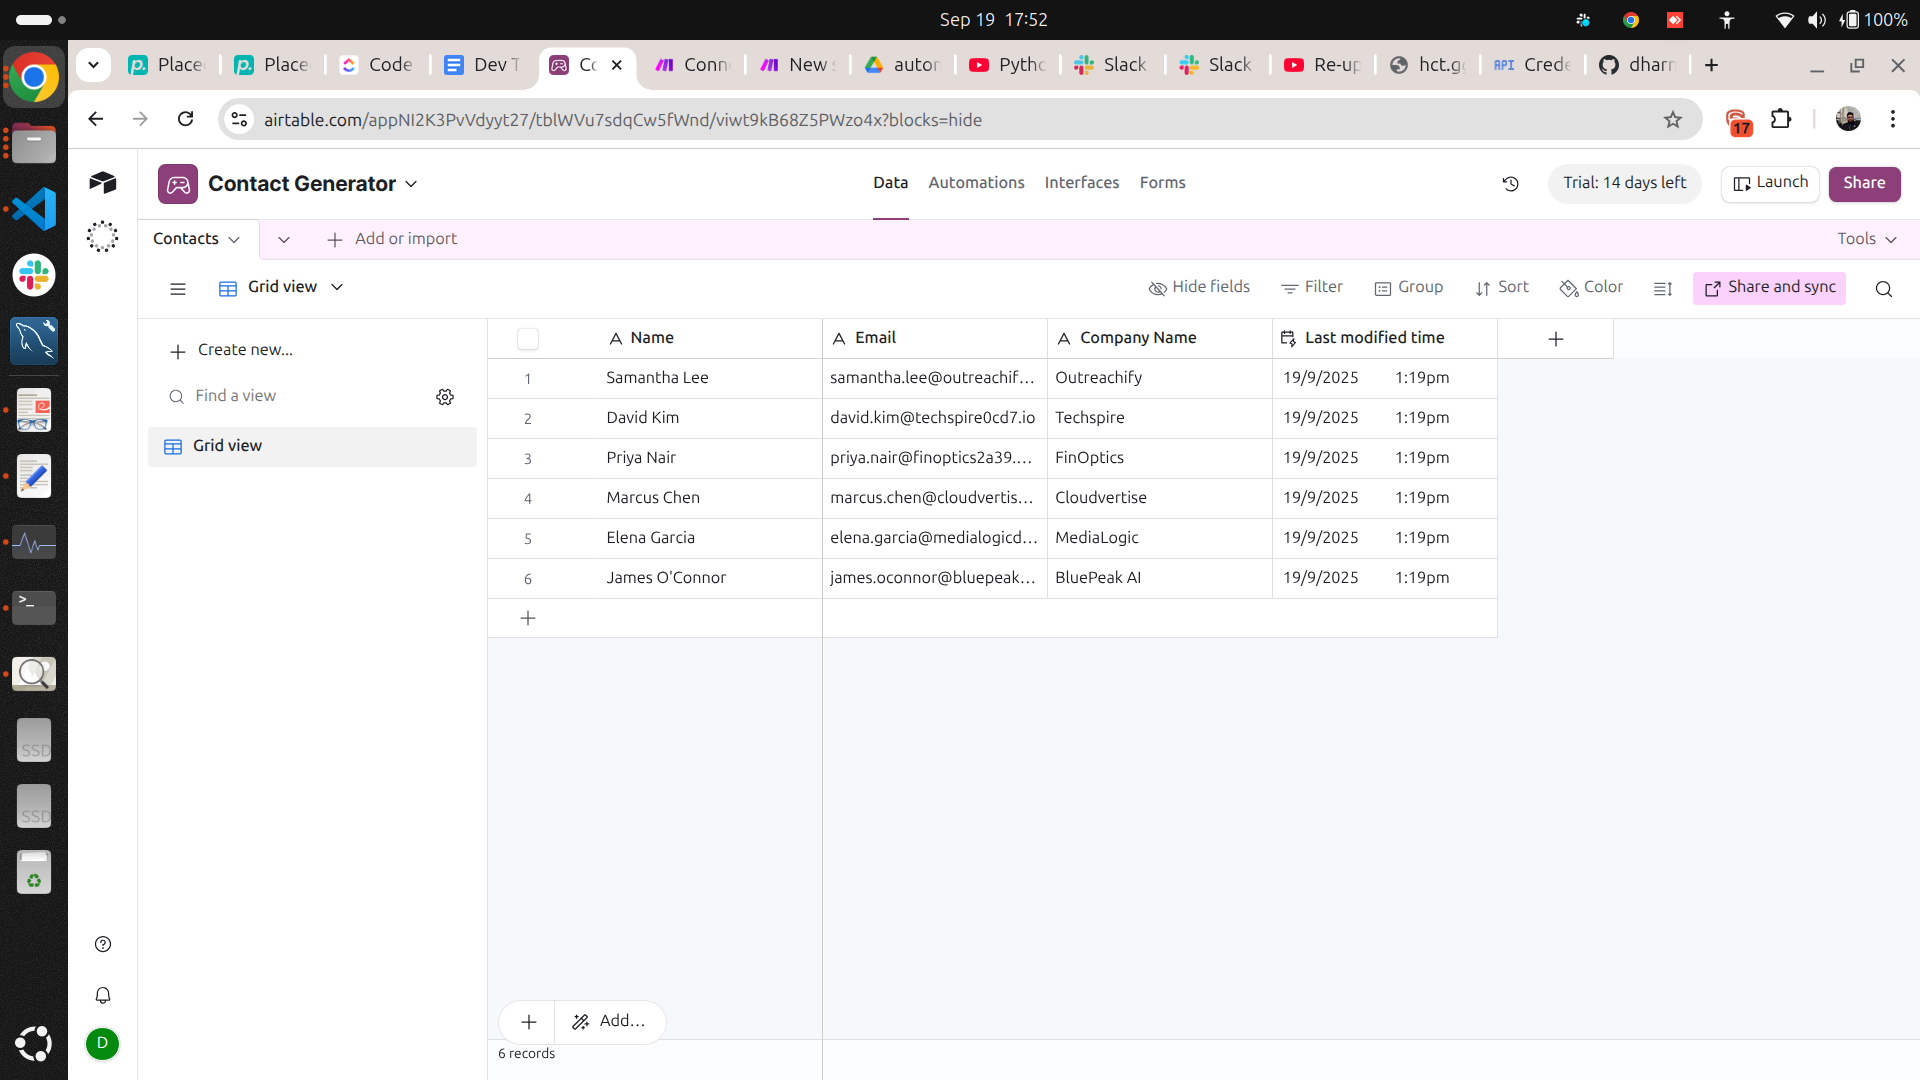 Sep 19 17:52
100%
Place
Place
Code
Dev T
Co
Conn
New s
autor
Pytho
Slack
Slack
Re-up
hct.g
API Crede
dharn
airtable.com/appNI2K3PvVdyyt27/tblWVu7sdqCw5fWnd/viwt9kB68Z5PWzo4x?blocks=hide
17
Contact Generator
Data
Automations
Interfaces
Forms
Trial: 14 days left
Launch
Share
Contacts
Add or import
Tools
Grid view
Hide fields
Filter
Group
Sort
Color
Share and sync
Create new...
Find a view
Grid view
Name Email Company Name Last modified time
1 Samantha Lee samantha.lee@outreachif... Outreachify 19/9/2025 1:19pm
2 David Kim david.kim@techspire0cd7.io Techspire 19/9/2025 1:19pm
3 Priya Nair priya.nair@finoptics2a39.... FinOptics 19/9/2025 1:19pm
4 Marcus Chen marcus.chen@cloudvertis... Cloudvertise 19/9/2025 1:19pm
5 Elena Garcia elena.garcia@medialogicd... MediaLogic 19/9/2025 1:19pm
6 James O'Connor james.oconnor@bluepeak... BluePeak AI 19/9/2025 1:19pm
SSD
SSD
D
Add...
6 records